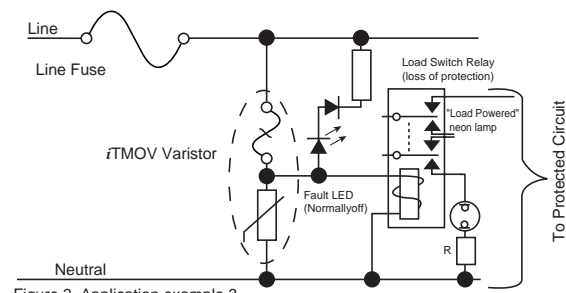 Line
Line Fuse
Load Switch Relay
(loss of protection)
"Load Powered"
neon lamp
iTMOV Varistor
Fault LED
(Normallyoff)
R
To Protected Circuit
Neutral
Figure 3. Application example 3